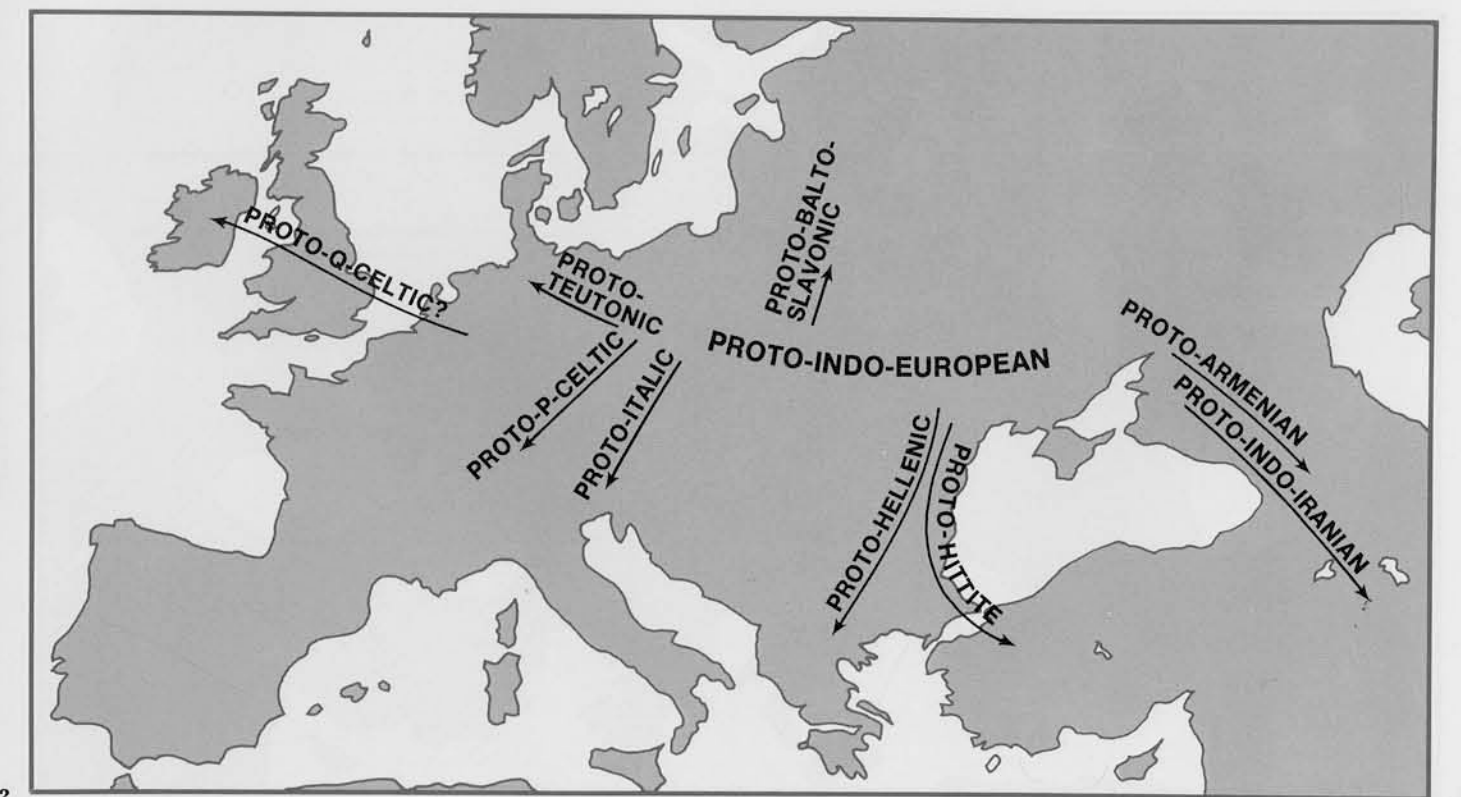 PROTO-Q-CELTIC?
PROTO-
TEUTONIC
PROTO-P-CELTIC
PROTO-ITALIC
PROTO-BALTO-
SLAVONIC
PROTO-INDO-EUROPEAN
PROTO-HELLENIC
PROTO-HITTITE
PROTO-ARMENIAN
PROTO-INDO-IRANIAN